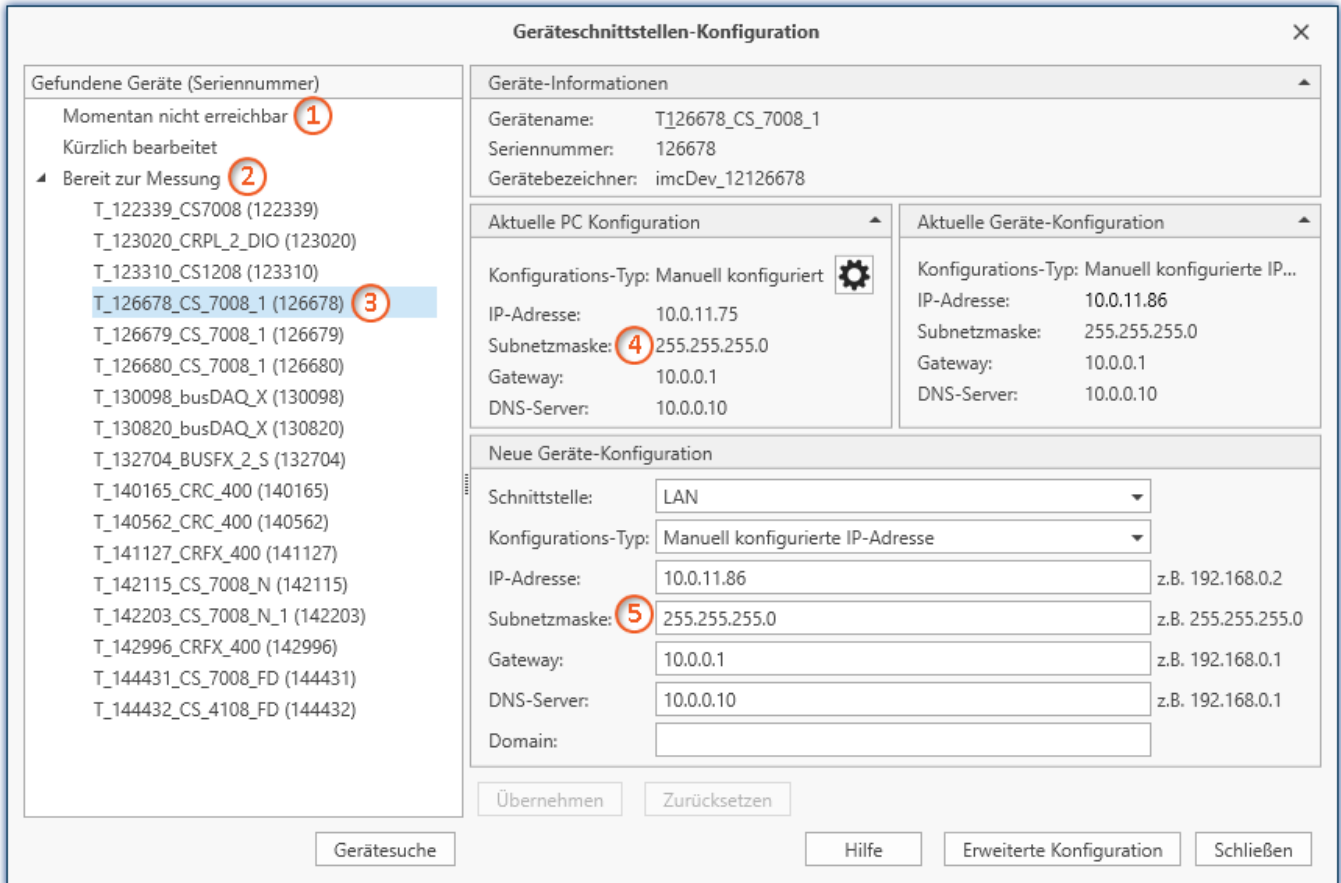 Geräteschnittstellen-Konfiguration
Gefundene Geräte (Seriennummer)
Momentan nicht erreichbar 1
Kürzlich bearbeitet
Bereit zur Messung 2
T_122339_CS7008 (122339)
T_123020_CRPL_2_DIO (123020)
T_123310_CS1208 (123310)
T_126678_CS_7008_1 (126678) 3
T_126679_CS_7008_1 (126679)
T_126680_CS_7008_1 (126680)
T_130098_busDAQ_X (130098)
T_130820_busDAQ_X (130820)
T_132704_BUSFX_2_S (132704)
T_140165_CRC_400 (140165)
T_140562_CRC_400 (140562)
T_141127_CRFX_400 (141127)
T_142115_CS_7008_N (142115)
T_142203_CS_7008_N_1 (142203)
T_142996_CRFX_400 (142996)
T_144431_CS_7008_FD (144431)
T_144432_CS_4108_FD (144432)
Gerätesuche
Geräte-Informationen
Gerätename: T126678_CS_7008_1
Seriennummer: 126678
Gerätebezeichner: imcDev_12126678
Aktuelle PC Konfiguration
Konfigurations-Typ: Manuell konfiguriert
IP-Adresse: 10.0.11.75
Subnetzmaske: 4 255.255.255.0
Gateway: 10.0.0.1
DNS-Server: 10.0.0.10
Aktuelle Geräte-Konfiguration
Konfigurations-Typ: Manuell konfigurierte IP...
IP-Adresse: 10.0.11.86
Subnetzmaske: 255.255.255.0
Gateway: 10.0.0.1
DNS-Server: 10.0.0.10
Neue Geräte-Konfiguration
Schnittstelle: LAN
Konfigurations-Typ: Manuell konfigurierte IP-Adresse
IP-Adresse: 10.0.11.86 z.B. 192.168.0.2
Subnetzmaske: 5 255.255.255.0 z.B. 255.255.255.0
Gateway: 10.0.0.1 z.B. 192.168.0.1
DNS-Server: 10.0.0.10 z.B. 192.168.0.1
Domain:
Übernehmen Zurücksetzen
Hilfe Erweiterte Konfiguration Schließen